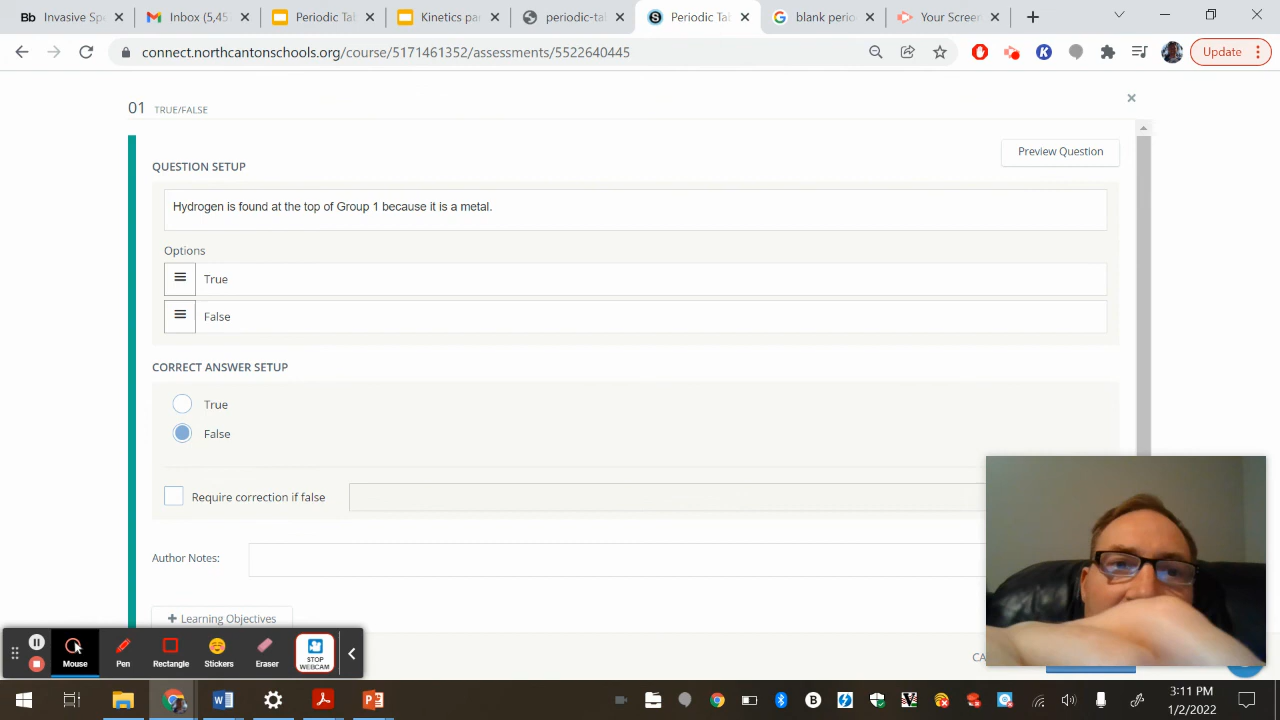 Bb Invasive Sp
Inbox (5,45
Periodic Tab
Kinetics pa
periodic-tal
Periodic Tab
blank perio
Your Screen
connect.northcantonschools.org/course/5171461352/assessments/5522640445
Update
01 TRUE/FALSE
Preview Question
QUESTION SETUP
Hydrogen is found at the top of Group 1 because it is a metal.
Options
True
False
CORRECT ANSWER SETUP
True
False
Require correction if false
Author Notes:
+ Learning Objectives
Mouse
Pen
Rectangle
Stickers
Eraser
STOP
WEBCAM
3:11 PM
1/2/2022